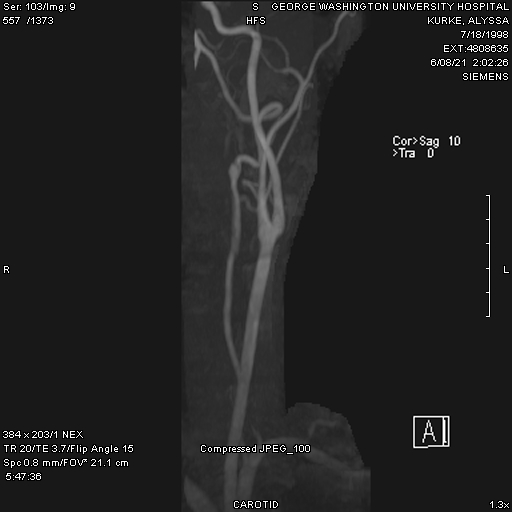 Ser: 103/Img: 9
557 /1373
S GEORGE WASHINGTON UNIVERSITY HOSPITAL
HFS
KURKE, ALYSSA
7/18/1998
EXT:4808635
6/08/21 2:02:26
SIEMENS
Cor>Sag 10
>Tra 0
R
L
384 x 203/1 NEX
TR 20/TE 3.7/Flip Angle 15
Spc 0.8 mm/FOV* 21.1 cm
5:47:36
Compressed JPEG_100
A
CAROTID
1.3x